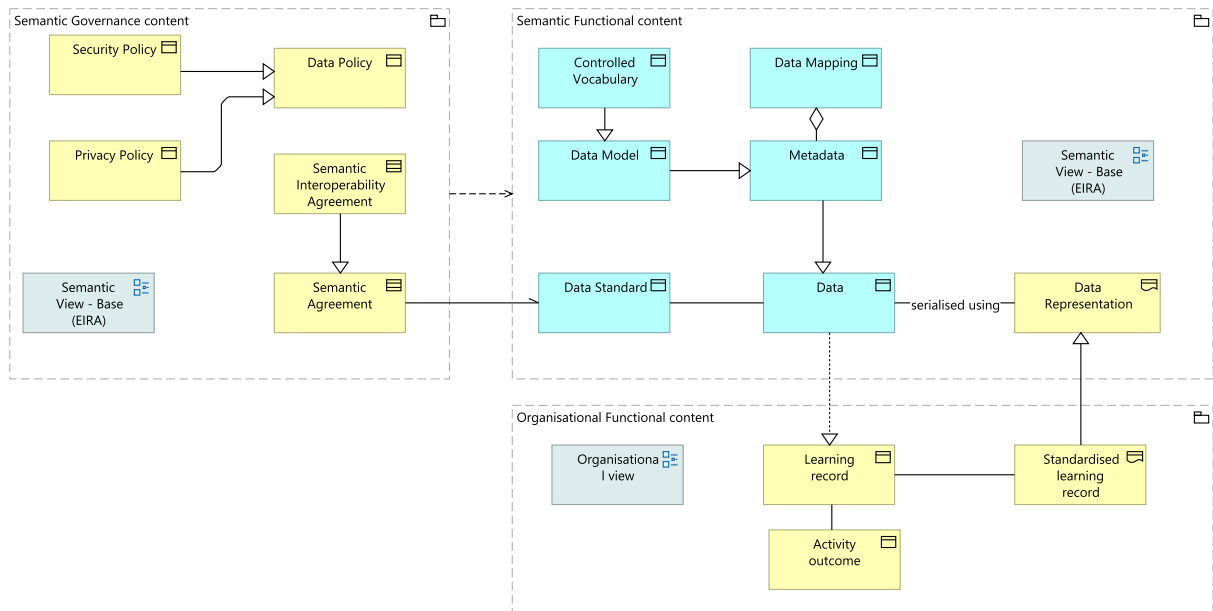 Semantic Governance content
Security Policy
Data Policy
Privacy Policy
Semantic
Interoperability
Agreement
Semantic
View - Base
(EIRA)
Semantic
Agreement
Semantic Functional content
Controlled
Vocabulary
Data Mapping
Data Model
Metadata
Semantic
View - Base
(EIRA)
Data Standard
Data
serialised using
Data
Representation
Organisational Functional content
Organisationa
l view
Learning
record
Standardised
learning
record
Activity
outcome